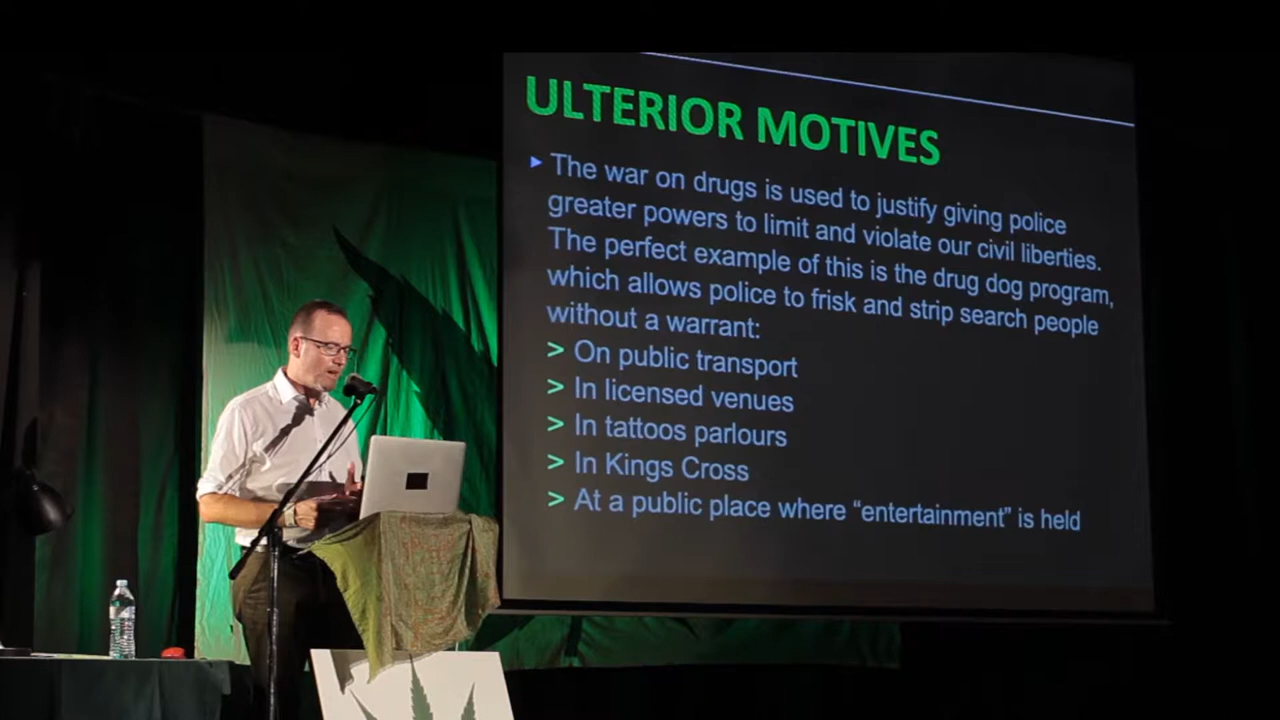 ULTERIOR MOTIVES
The war on drugs is used to justify giving police
greater powers to limit and violate our civil liberties.
The perfect example of this is the drug dog program,
which allows police to frisk and strip search people
without a warrant:
> On public transport
> In licensed venues
> In tattoos parlours
> In Kings Cross
> At a public place where “entertainment” is held